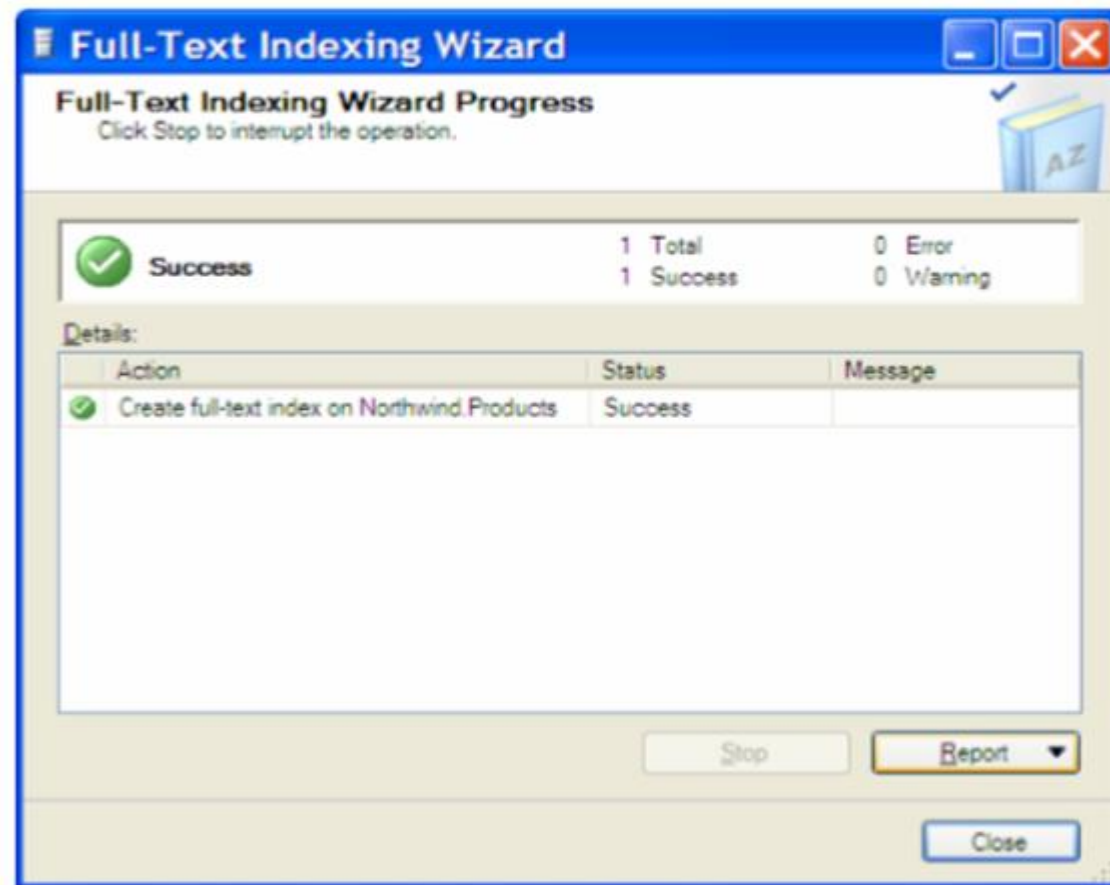 Full-Text Indexing Wizard
Full-Text Indexing Wizard Progress
Click Stop to interrupt the operation.
AZ
Success
1 Total
0 Error
1 Success
0 Warning
Details:
Action Status Message
Create full-text index on Northwind.Products Success
Stop Report
Close